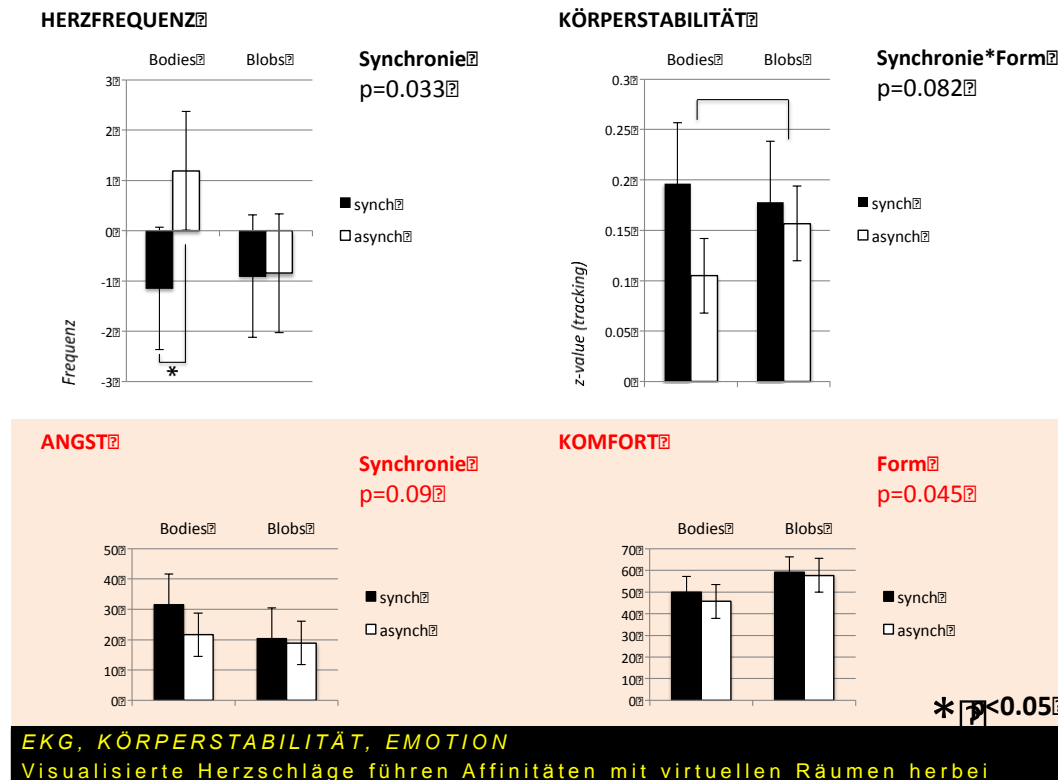 HERZFREQUENZ
Bodies Blobs
Synchronie
p=0.033
3
2
1
0
-1
-2
-3
Frequenz
*
synch
asynch
KÖRPERSTABILITÄT
Bodies Blobs
Synchronie*Form
p=0.082
0.3
0.25
0.2
0.15
0.1
0.05
0
z-value (tracking)
synch
asynch
ANGST
Synchronie
p=0.09
Bodies Blobs
50
40
30
20
10
0
synch
asynch
KOMFORT
Form
p=0.045
Bodies Blobs
70
60
50
40
30
20
10
0
synch
asynch
* p<0.05
EKG, KÖRPERSTABILITÄT, EMOTION
Visualisierte Herzschläge führen Affinitäten mit virtuellen Räumen herbei